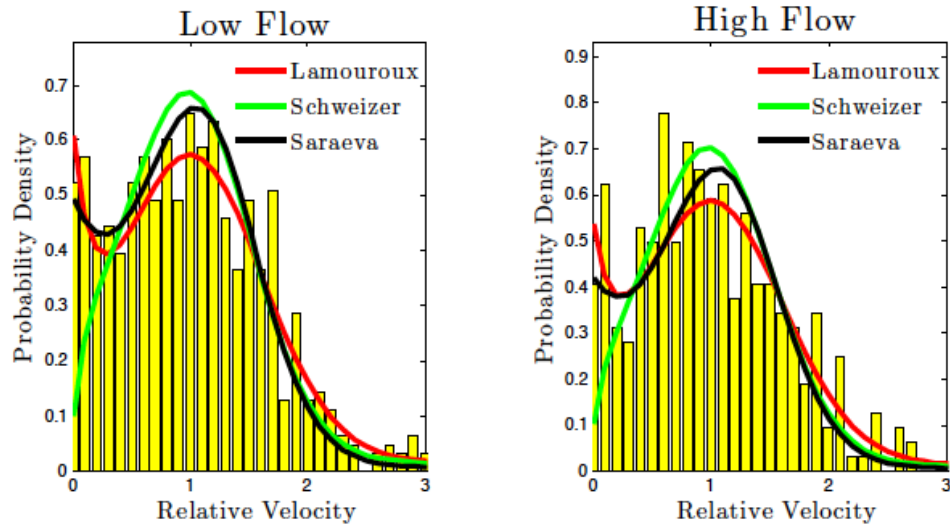 Low Flow
Lamouroux
Schweizer
Saraeva
Probability Density
0.7
0.6
0.5
0.4
0.3
0.2
0.1
0
0 1 2 3
Relative Velocity
High Flow
Lamouroux
Schweizer
Saraeva
Probability Density
0.9
0.8
0.7
0.6
0.5
0.4
0.3
0.2
0.1
0
0 1 2 3
Relative Velocity